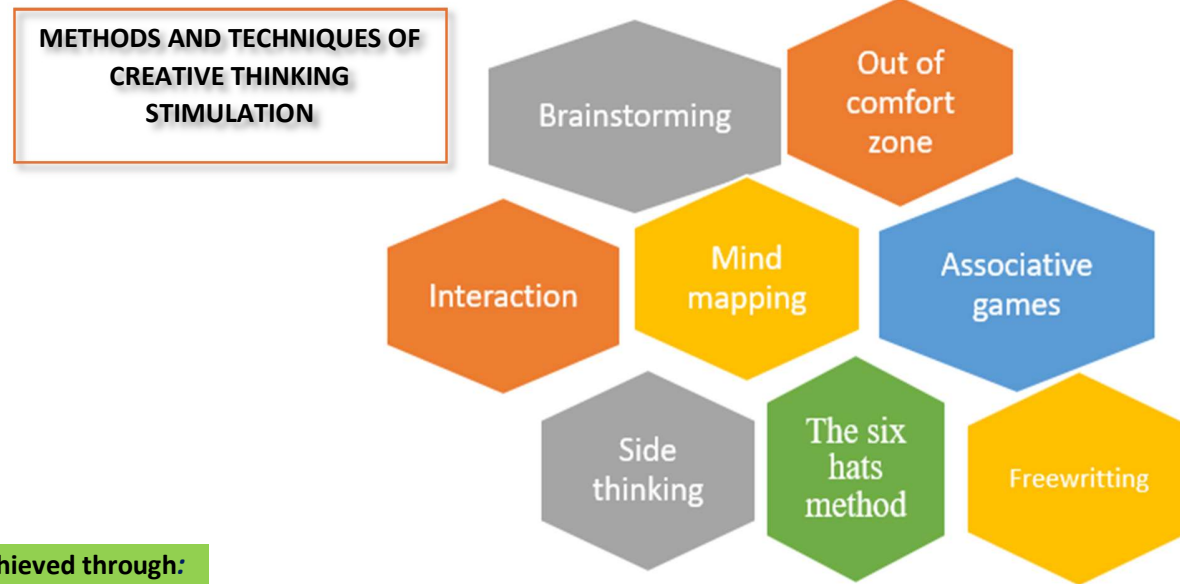 METHODS AND TECHNIQUES OF
CREATIVE THINKING
STIMULATION
Brainstorming
Out of
comfort
zone
Interaction
Mind
mapping
Associative
games
Side
thinking
The six
hats
method
Freewritting
through: